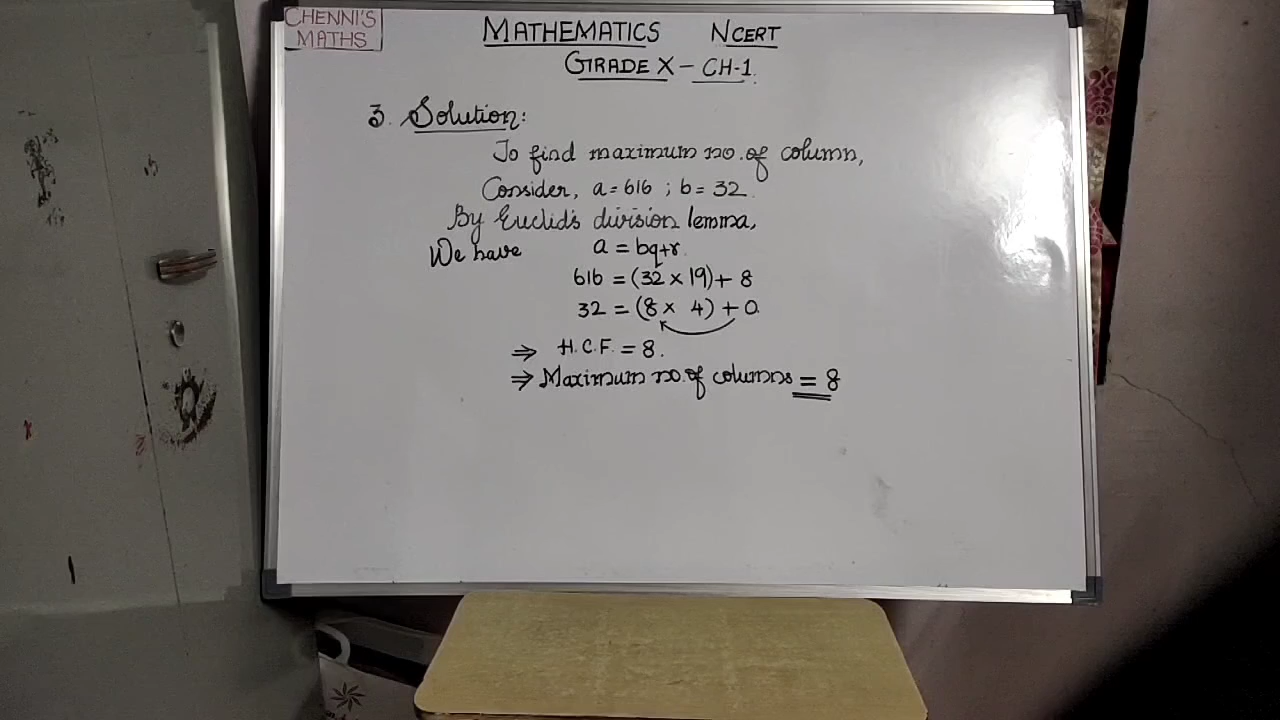 CHENNI'S
MATHS
MATHEMATICS NCERT
GRADE X - CH-1.
3. Solution:
To find maximum no. of column,
Consider, a = 616 ; b = 32.
By Euclid's division lemma,
We have a = bq+r.
616 = (32 × 19) + 8
32 = (8 × 4) + 0.
⇒ H.C.F. = 8.
⇒ Maximum no. of columns = 8